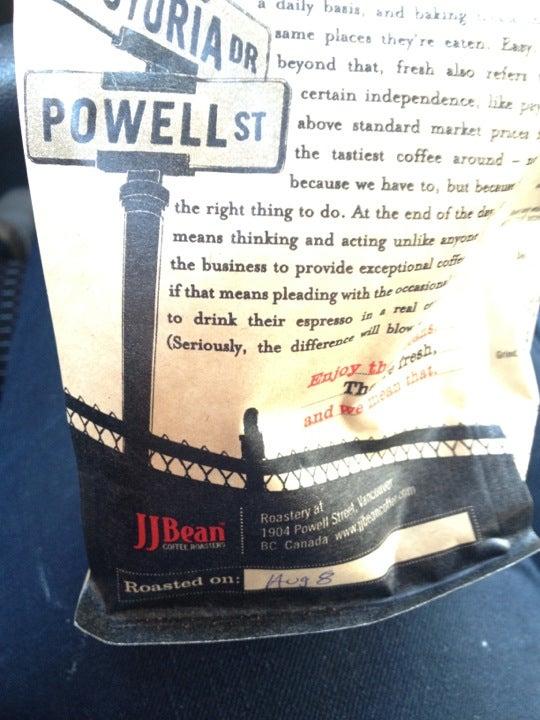 TORIA DR
POWELL ST
a daily basis, and baking
same places they're eaten. Easy
beyond that, fresh also refers
certain independence, like pay
above standard market prices
the tastiest coffee around –
because we have to, but because
the right thing to do. At the end of the day
means thinking and acting unlike anyone
the business to provide exceptional coffee
if that means pleading with the occasional
to drink their espresso in a real
(Seriously, the difference will blow
Enjoy
The fresh,
and we mean that.
Grind
JJBean
COFFEE ROASTERS
Roastery at
1904 Powell Street, Vancouver
BC Canada www.jjbeancoffee.com
Roasted on: Aug 8